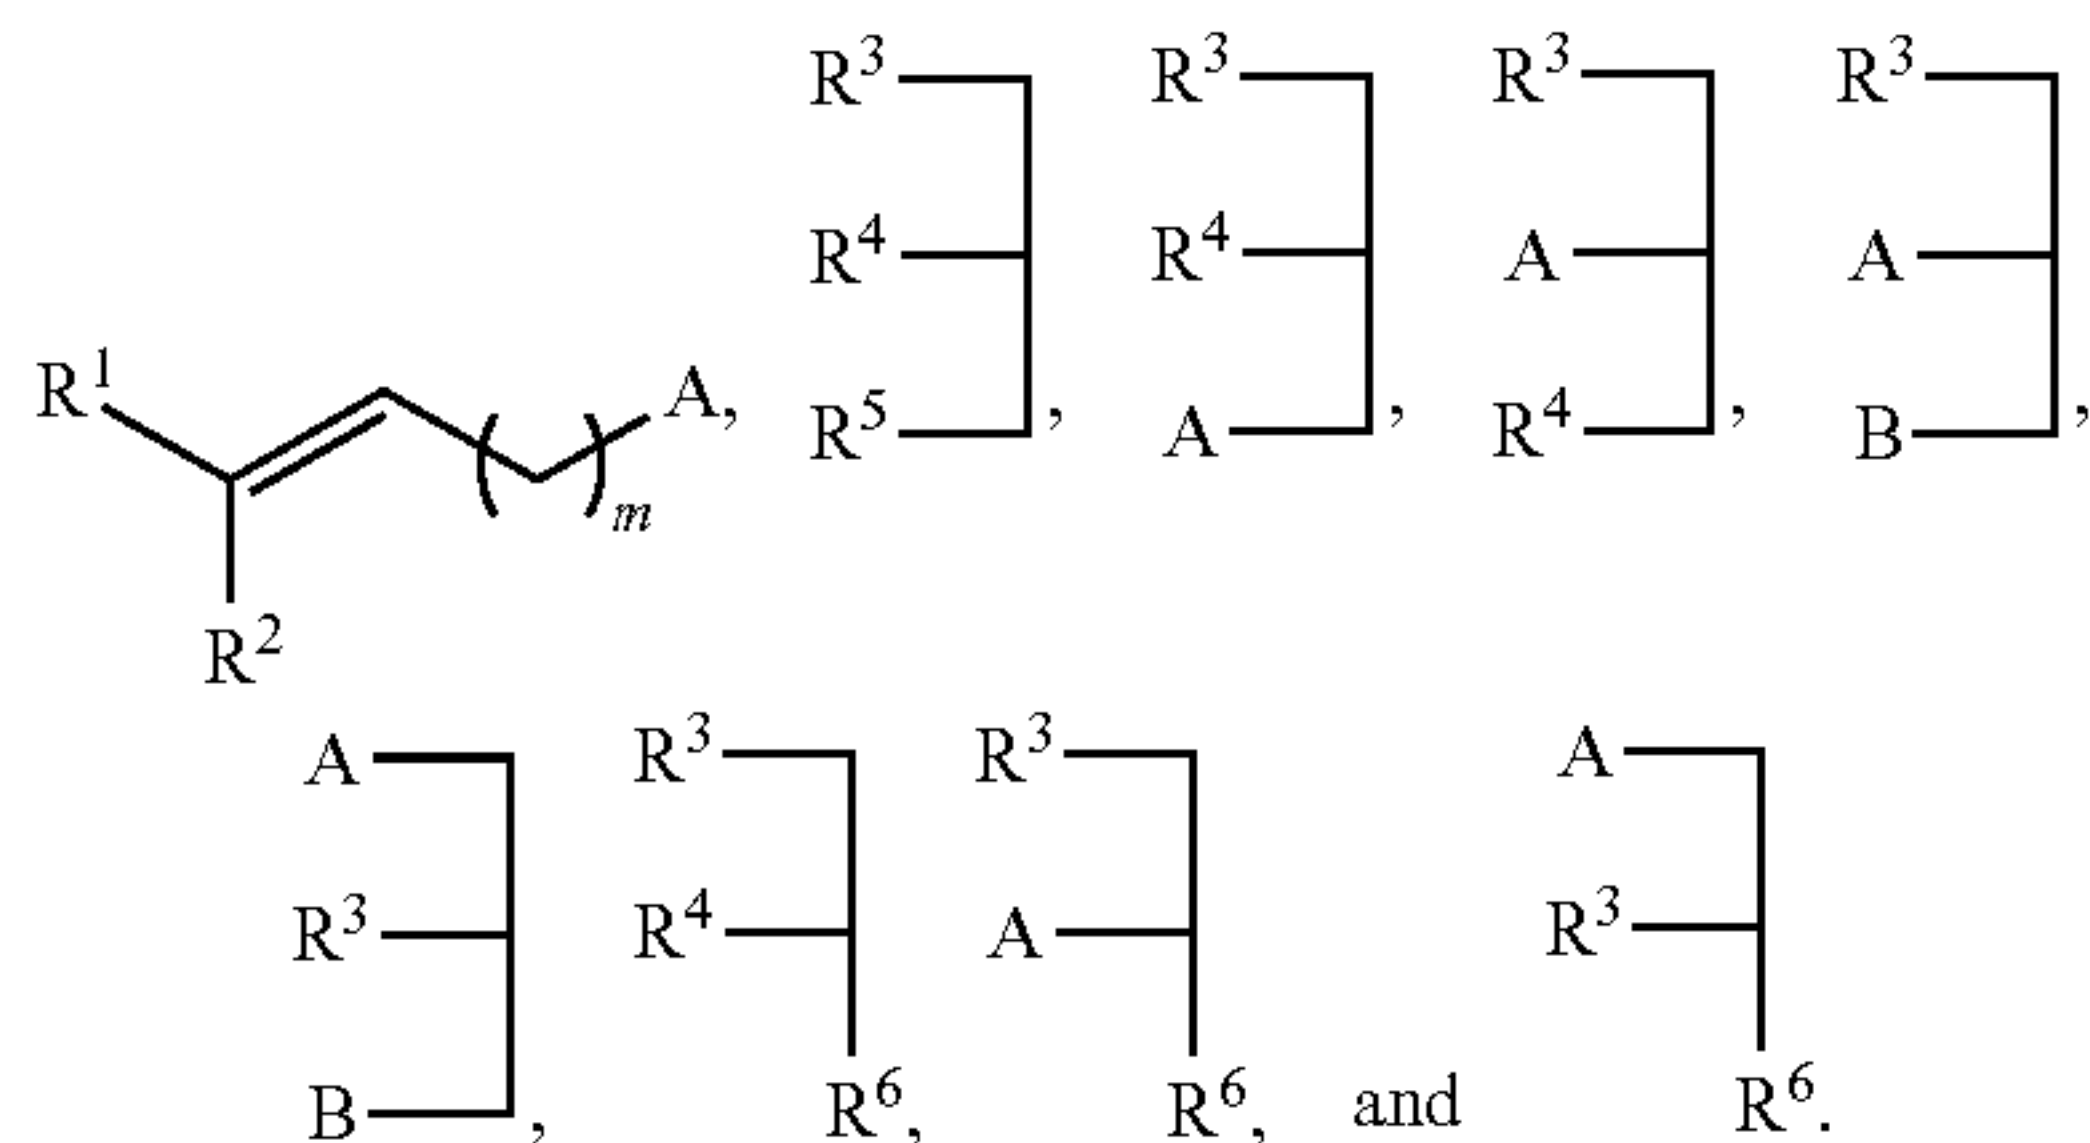 R³ R³ R³ R³
R⁴ R⁴ A A
R¹ A, R⁵ , A , R⁴ , B ,
m
R²
A R³ R³ A
R³ R⁴ A R³
B , R⁶, R⁶, and R⁶.